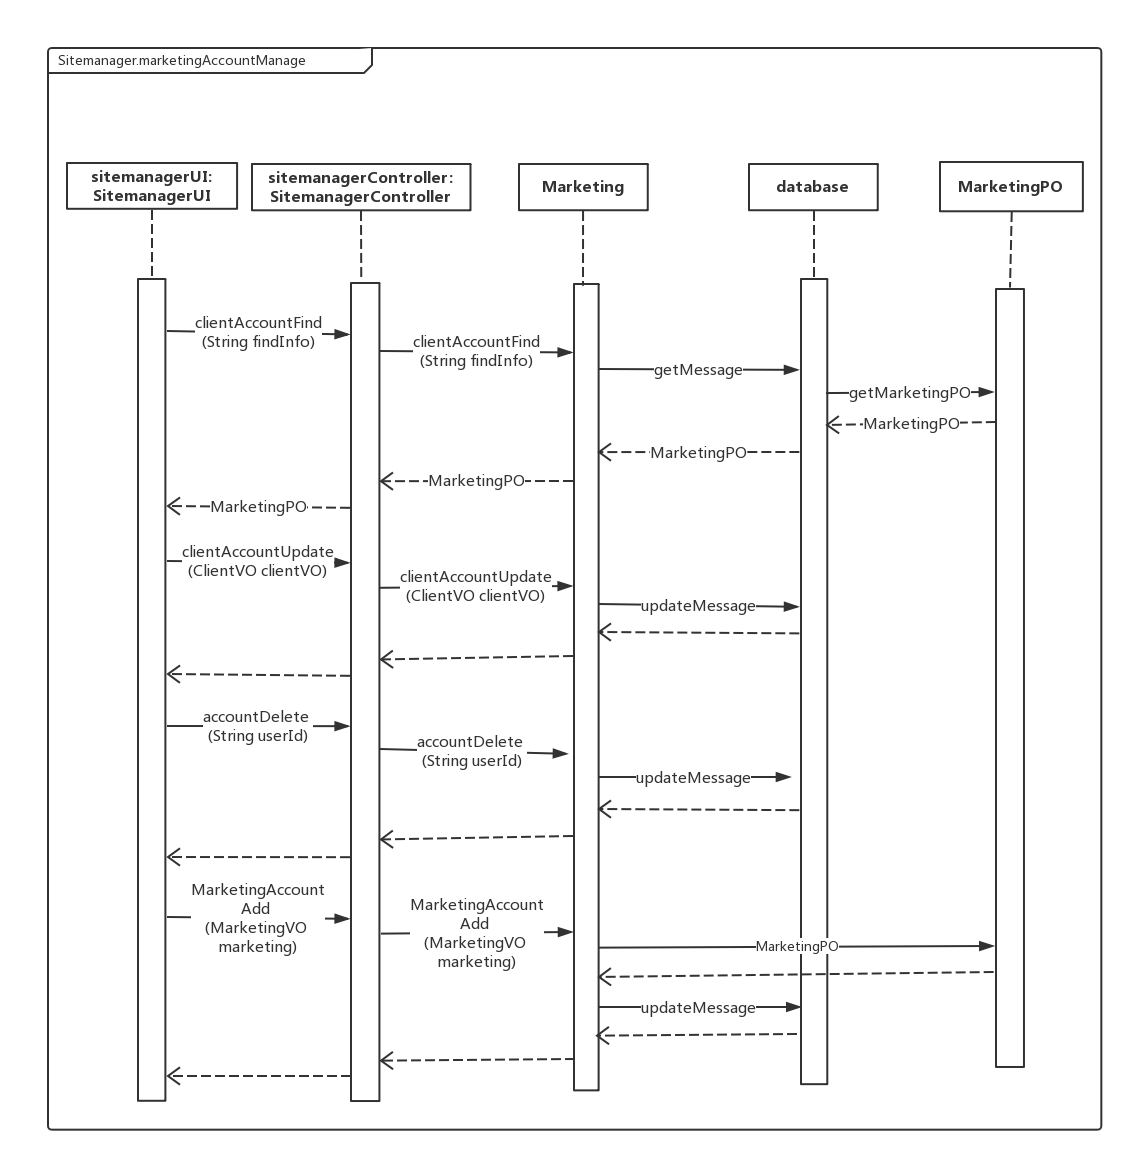 Sitemanager.marketingAccountManage
sitemanagerUI:
SitemanagerUI
sitemanagerController:
SitemanagerController
Marketing
database
MarketingPO
clientAccountFind
(String findInfo)
clientAccountFind
(String findInfo)
getMessage
getMarketingPO
MarketingPO
MarketingPO
MarketingPO
MarketingPO
clientAccountUpdate
(ClientVO clientVO)
clientAccountUpdate
(ClientVO clientVO)
updateMessage
accountDelete
(String userId)
accountDelete
(String userId)
updateMessage
MarketingAccount
Add
(MarketingVO
marketing)
MarketingAccount
Add
(MarketingVO
marketing)
MarketingPO
updateMessage